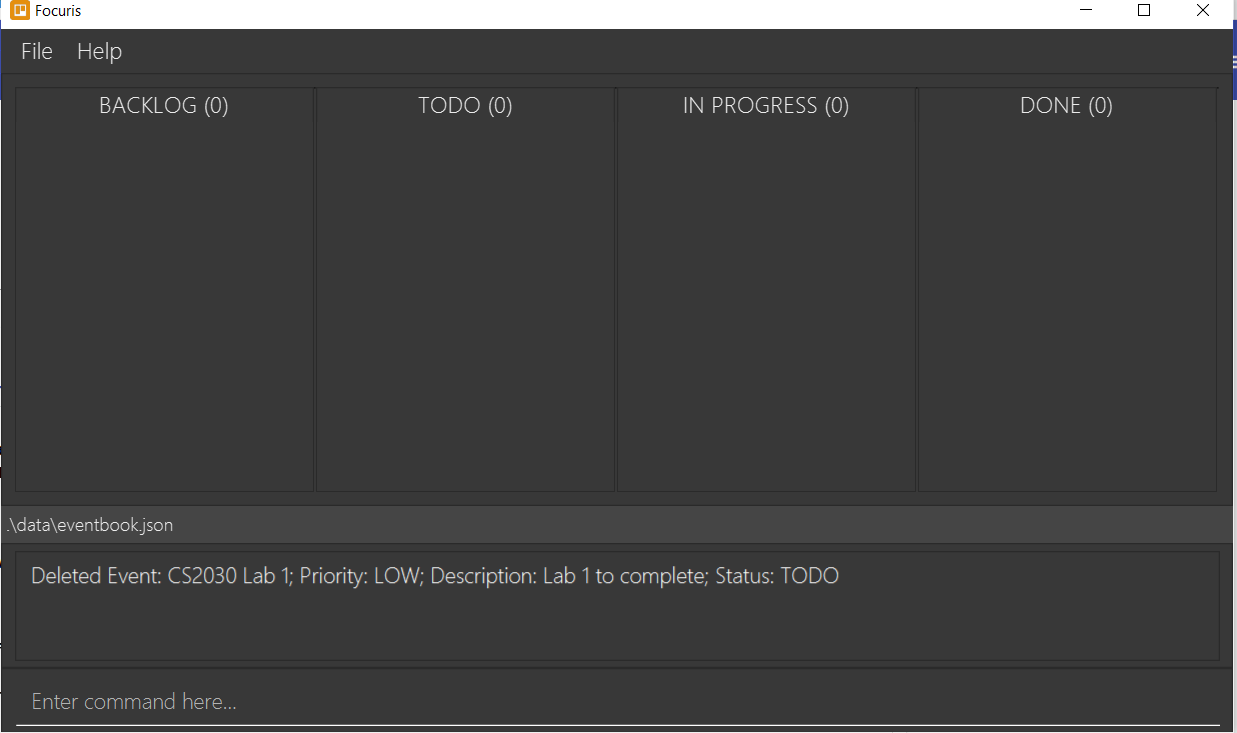 Focuris
File Help
BACKLOG (0) TODO (0) IN PROGRESS (0) DONE (0)
.\data\eventbook.json
Deleted Event: CS2030 Lab 1; Priority: LOW; Description: Lab 1 to complete; Status: TODO
Enter command here...